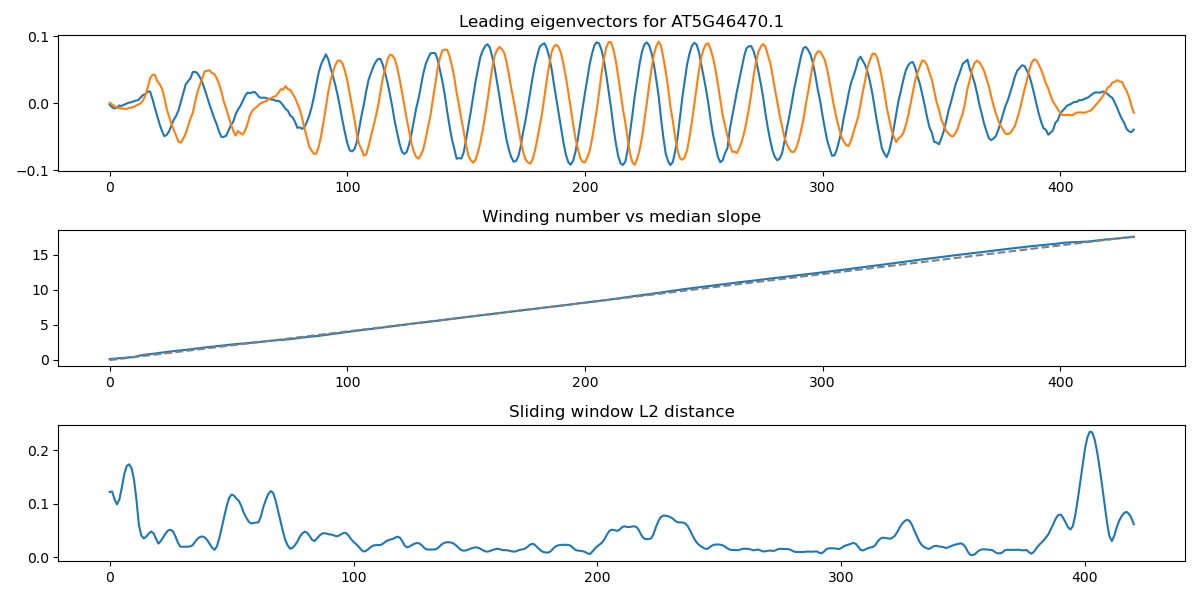 Leading eigenvectors for AT5G46470.1
0.1
0.0
−0.1
0 100 200 300 400
Winding number vs median slope
15
10
5
0
0 100 200 300 400
Sliding window L2 distance
0.2
0.1
0.0
0 100 200 300 400